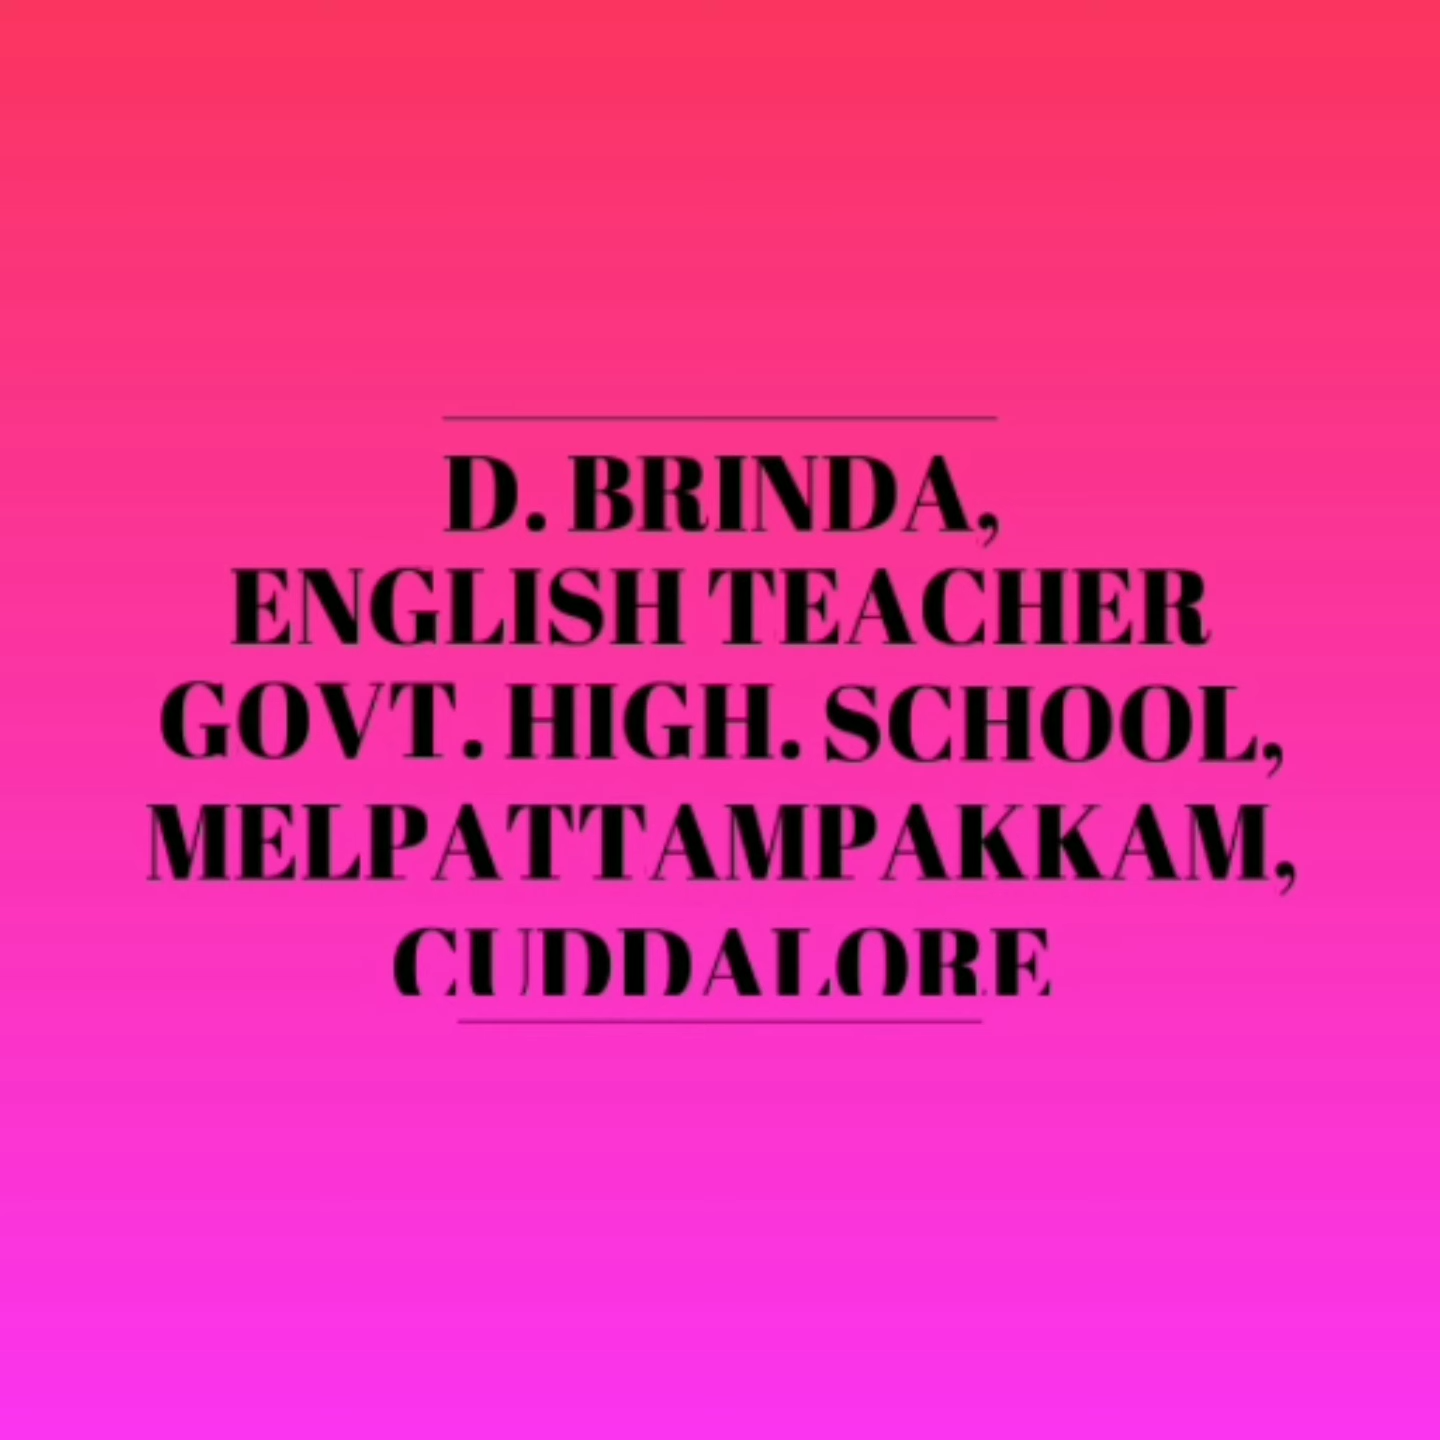 D. BRINDA,
ENGLISH TEACHER
GOVT. HIGH. SCHOOL,
MELPATTAMPAKKAM,
CUDDALORE